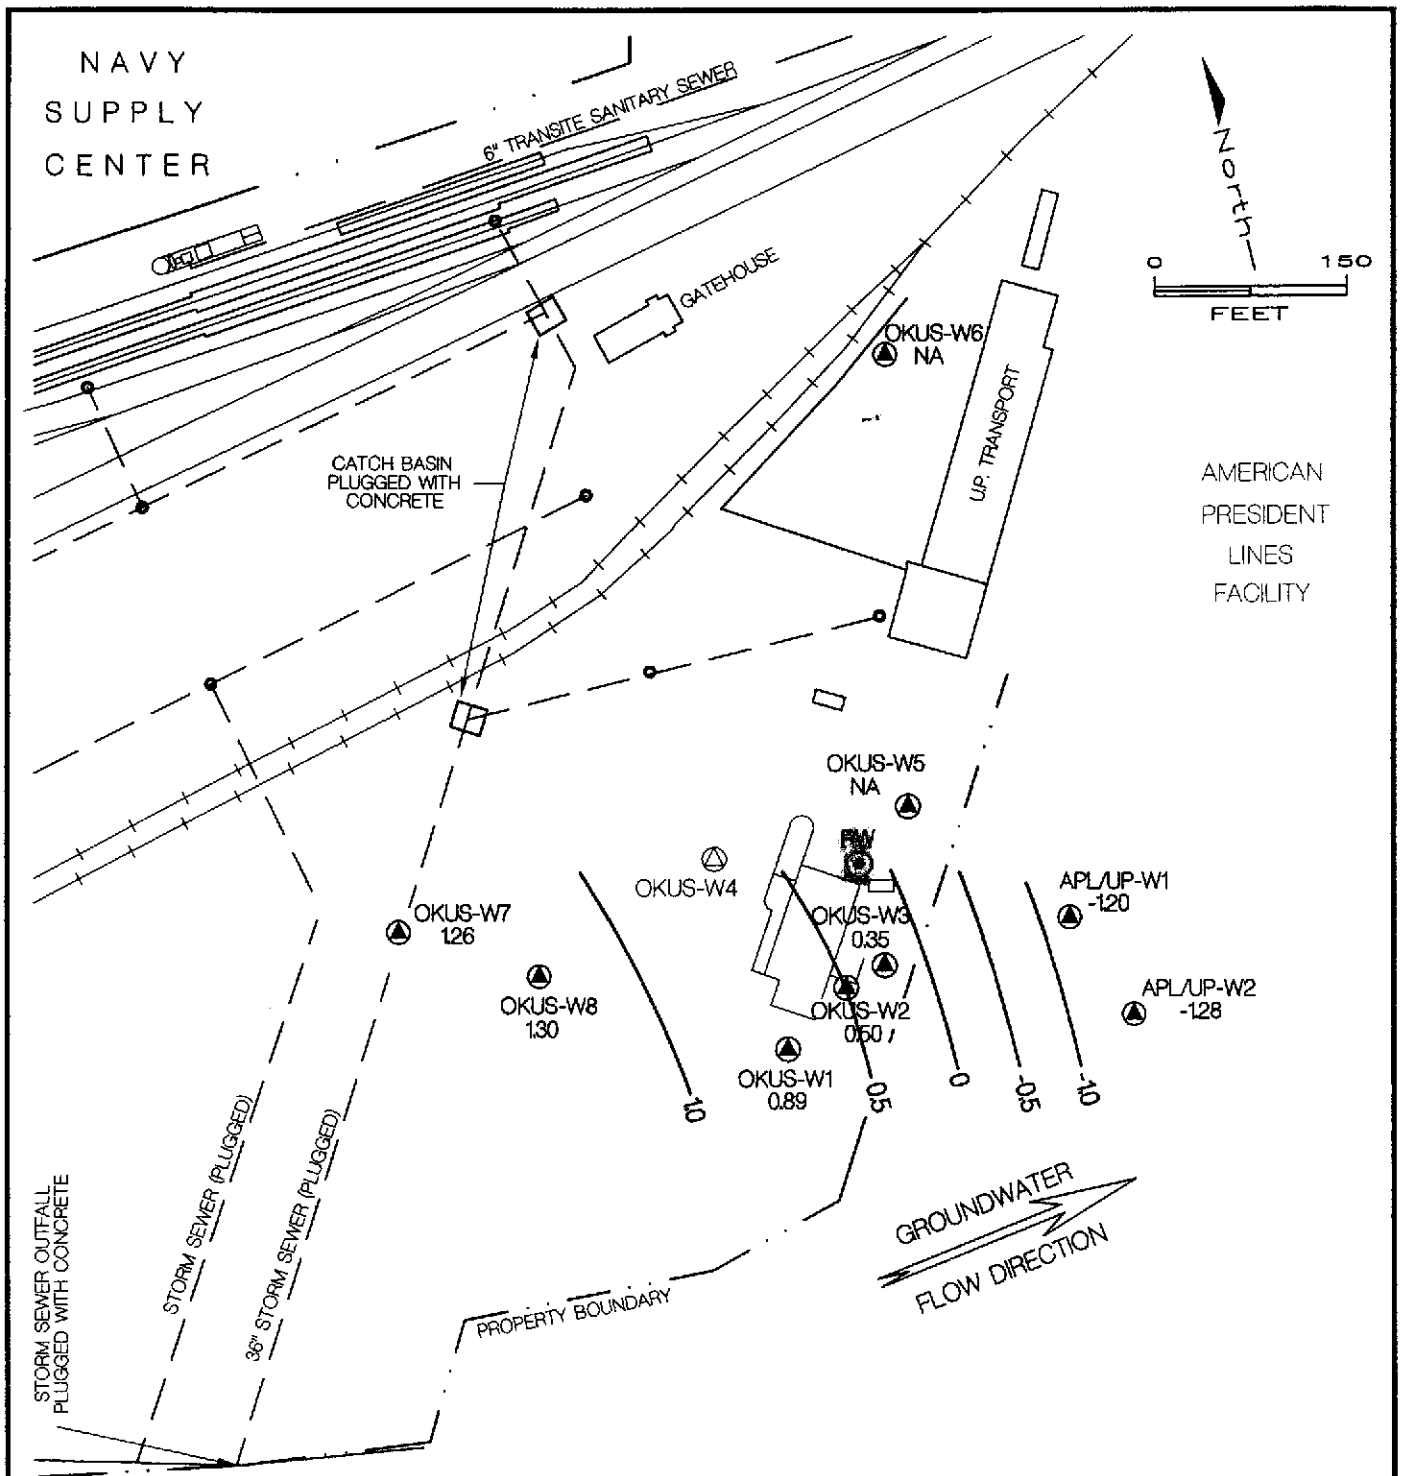 NAVY
SUPPLY
CENTER
6" TRANSITE SANITARY SEWER
North
0 150
FEET
GATEHOUSE
OKUS-W6
NA
U.P. TRANSPORT
CATCH BASIN
PLUGGED WITH
CONCRETE
AMERICAN
PRESIDENT
LINES
FACILITY
OKUS-W5
NA
RW
OKUS-W4
APL/UP-W1
-1.20
OKUS-W7
1.26
OKUS-W3
0.35
OKUS-W8
1.30
OKUS-W2
0.50
APL/UP-W2
-1.28
OKUS-W1
0.89
1.0
0.5
0
-0.5
-1.0
STORM SEWER (PLUGGED)
36" STORM SEWER (PLUGGED)
STORM SEWER OUTFALL
PLUGGED WITH CONCRETE
GROUNDWATER
FLOW DIRECTION
PROPERTY BOUNDARY